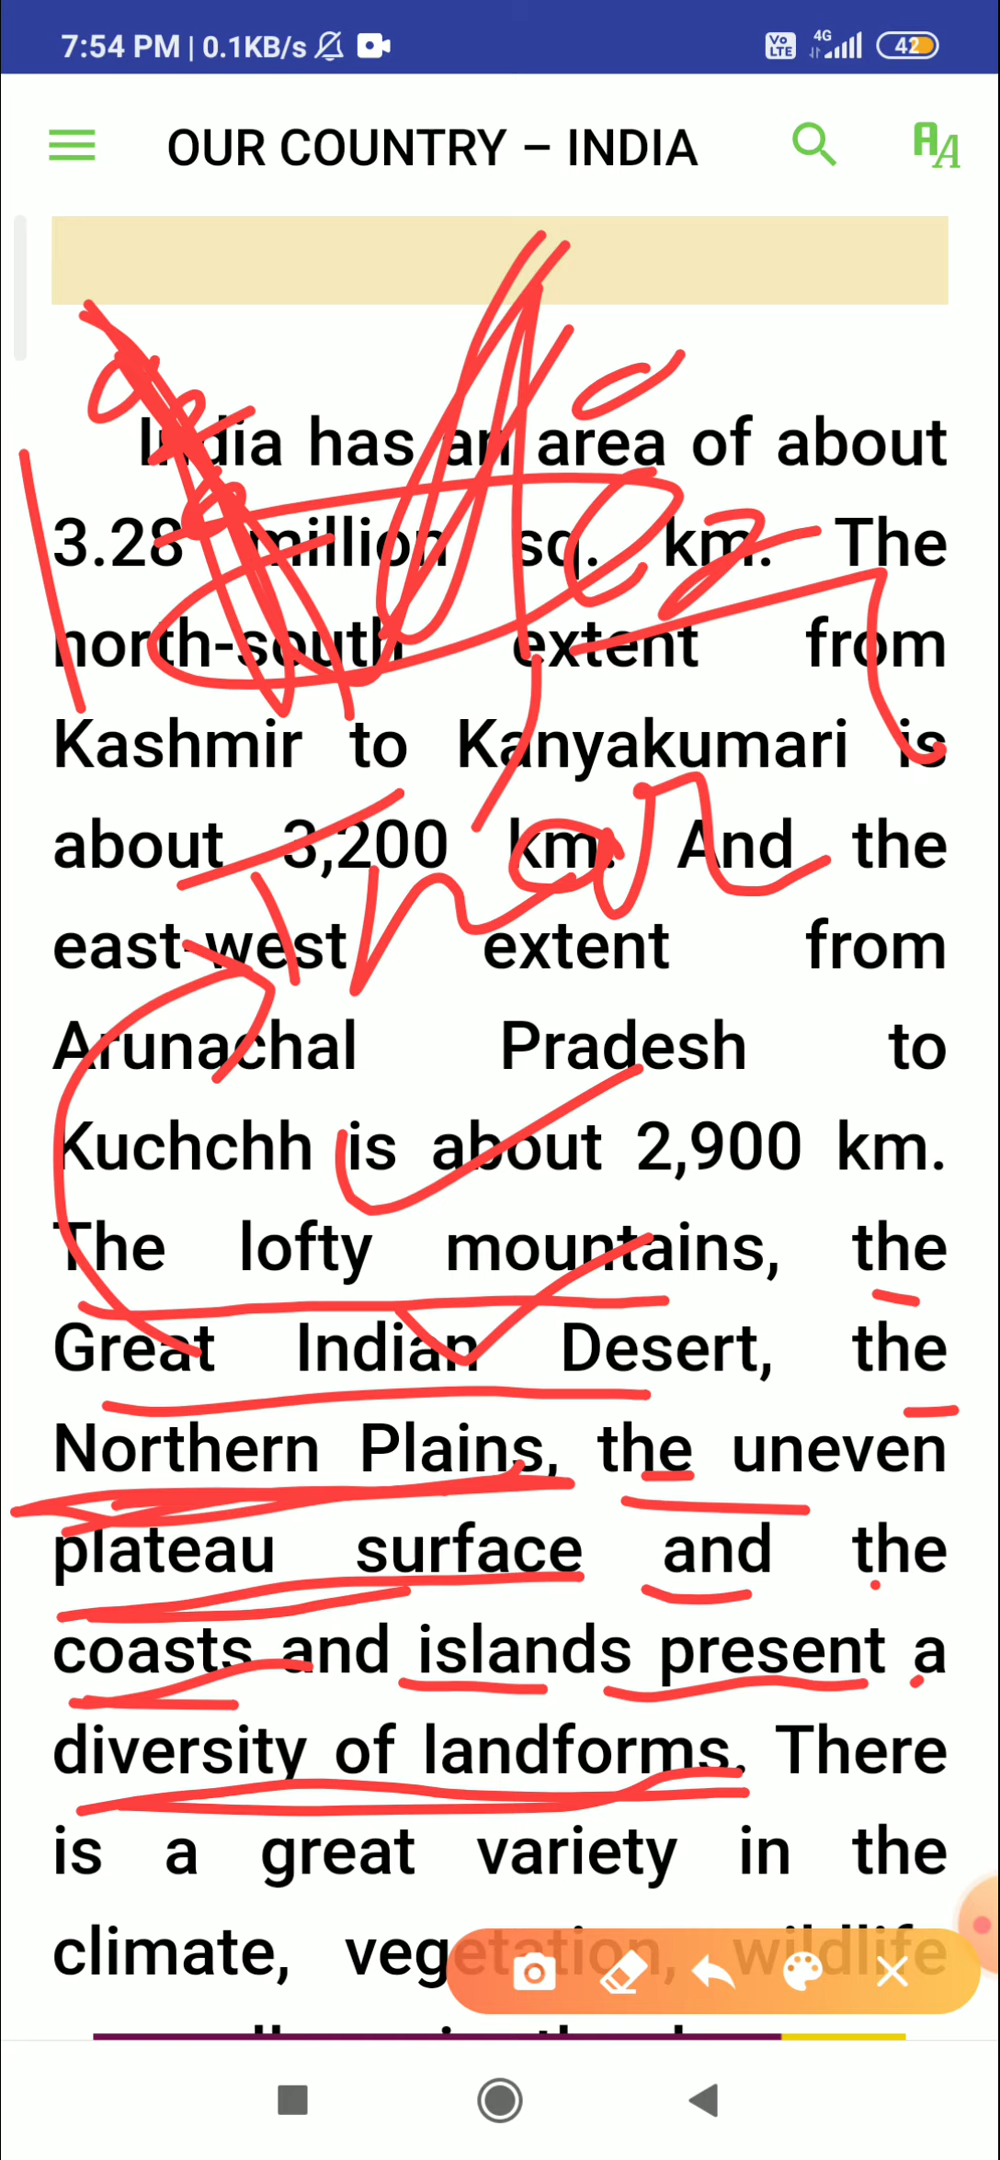 7:54 PM | 0.1KB/s Vo LTE 4G 42
OUR COUNTRY – INDIA AA
India has an area of about
3.28 million sq. km. The
north-south extent from
Kashmir to Kanyakumari is
about 3,200 km. And the
Thar
east-west extent from
Arunachal Pradesh to
Kuchchh is about 2,900 km.
The lofty mountains, the
Great Indian Desert, the
Northern Plains, the uneven
plateau surface and the
coasts and islands present a
diversity of landforms. There
is a great variety in the
climate, vegetation, wildlife